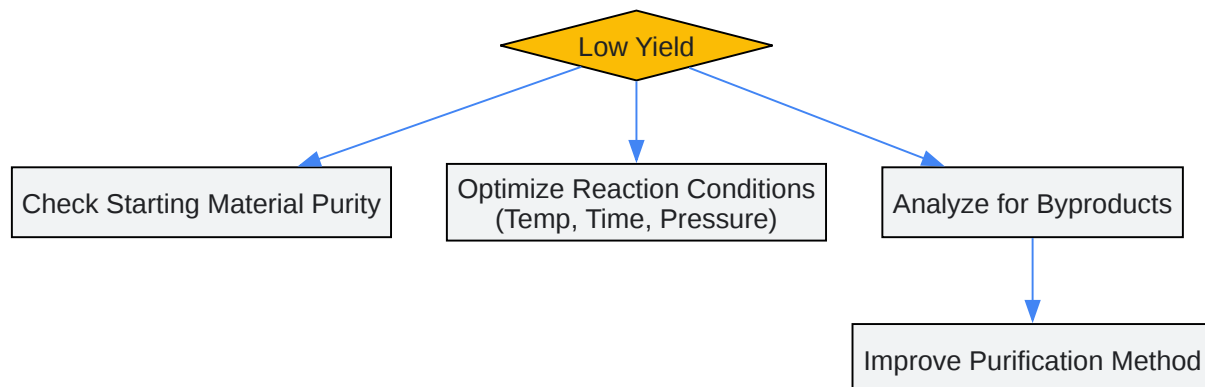 Low Yield
Check Starting Material Purity
Optimize Reaction Conditions
(Temp, Time, Pressure)
Analyze for Byproducts
Improve Purification Method